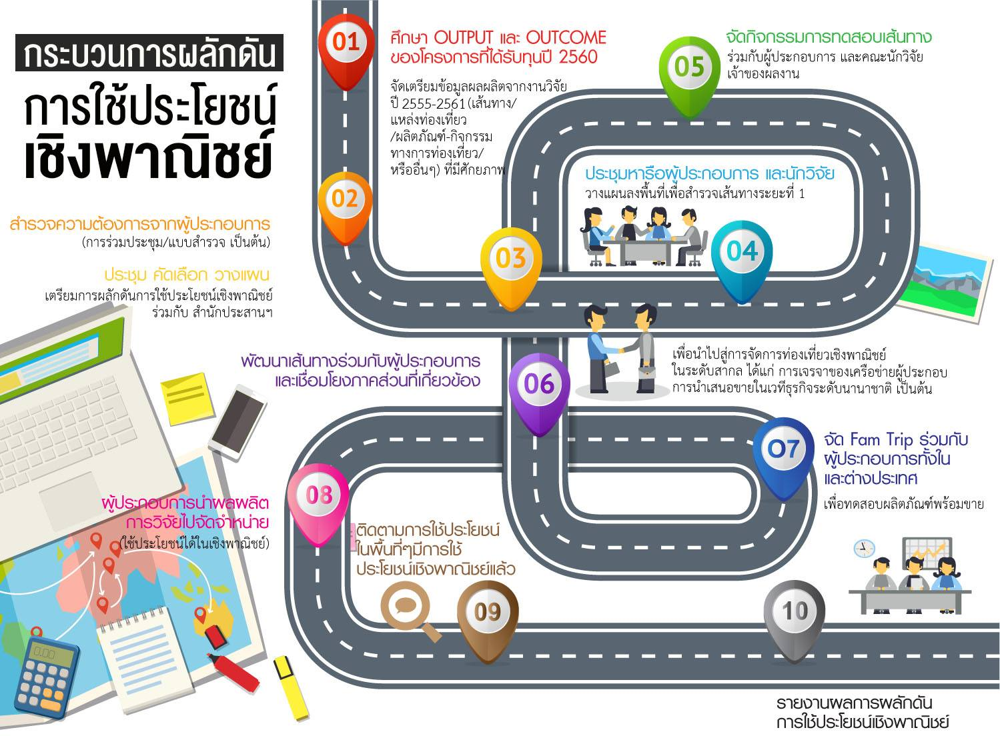 กระบวนการผลักดัน
การใช้ประโยชน์
เชิงพาณิชย์
01
ศึกษา OUTPUT และ OUTCOME
ของโครงการที่ได้รับทุนปี 2560
จัดเตรียมข้อมูลผลผลิตจากงานวิจัย
ปี 2555-2561 (เส้นทาง/
แหล่งท่องเที่ยว
/ผลิตภัณฑ์-กิจกรรม
ทางการท่องเที่ยว/
หรืออื่นๆ) ที่มีศักยภาพ
02
สำรวจความต้องการจากผู้ประกอบการ
(การร่วมประชุม/แบบสำรวจ เป็นต้น)
03
ประชุม คัดเลือก วางแผน
เตรียมการผลักดันการใช้ประโยชน์เชิงพาณิชย์
ร่วมกับ สำนักประสานฯ
04
ประชุมหารือผู้ประกอบการ และนักวิจัย
วางแผนลงพื้นที่เพื่อสำรวจเส้นทางระยะที่ 1
05
จัดกิจกรรมการทดสอบเส้นทาง
ร่วมกับผู้ประกอบการ และคณะนักวิจัย
เจ้าของผลงาน
06
พัฒนาเส้นทางร่วมกับผู้ประกอบการ
และเชื่อมโยงภาคส่วนที่เกี่ยวข้อง
เพื่อนำไปสู่การจัดการท่องเที่ยวเชิงพาณิชย์
ในระดับสากล ได้แก่ การเจรจาของเครือข่ายผู้ประกอบ
การนำเสนอขายในเวทีธุรกิจระดับนานาชาติ เป็นต้น
07
จัด Fam Trip ร่วมกับ
ผู้ประกอบการทั้งใน
และต่างประเทศ
เพื่อทดสอบผลิตภัณฑ์พร้อมขาย
08
ผู้ประกอบการนำผลผลิต
การวิจัยไปจัดจำหน่าย
(ใช้ประโยชน์ได้ในเชิงพาณิชย์)
09
ติดตามการใช้ประโยชน์
ในพื้นที่ๆมีการใช้
ประโยชน์เชิงพาณิชย์แล้ว
10
รายงานผลการผลักดัน
การใช้ประโยชน์เชิงพาณิชย์
0.00